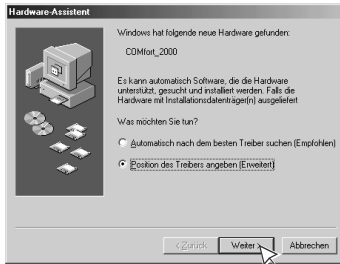 Hardware-Assistent
Windows hat folgende neue Hardware gefunden:
COMfort_2000
Es kann automatisch Software, die die Hardware
unterstützt, gesucht und installiert werden. Falls die
Hardware mit Installationsdatenträger(n) ausgeliefert
Was möchten Sie tun?
Automatisch nach dem besten Treiber suchen (Empfohlen)
Position des Treibers angeben (Erweitert)
< Zurück Weiter > Abbrechen